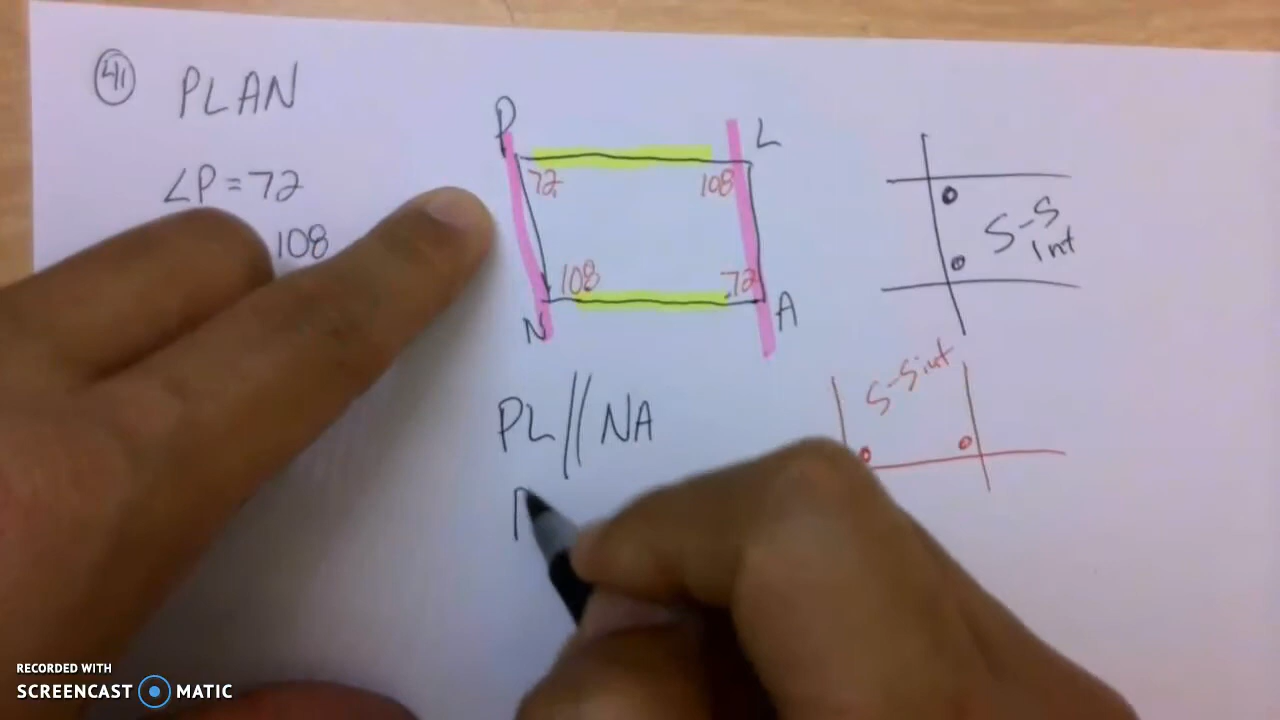 41 PLAN
∠P = 72
108
P
L
72
108
108
72
N
A
PL // NA
S-S
int
S-S int
RECORDED WITH
SCREENCAST MATIC